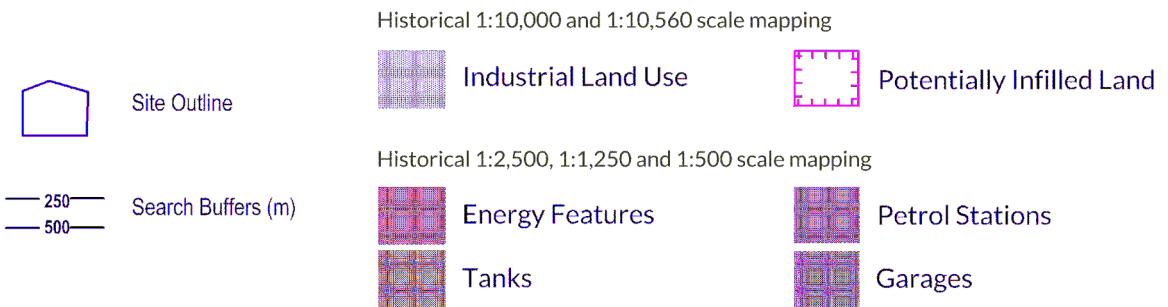 Historical 1:10,000 and 1:10,560 scale mapping
Industrial Land Use
Potentially Infilled Land
Site Outline
Historical 1:2,500, 1:1,250 and 1:500 scale mapping
250
500
Search Buffers (m)
Energy Features
Petrol Stations
Tanks
Garages